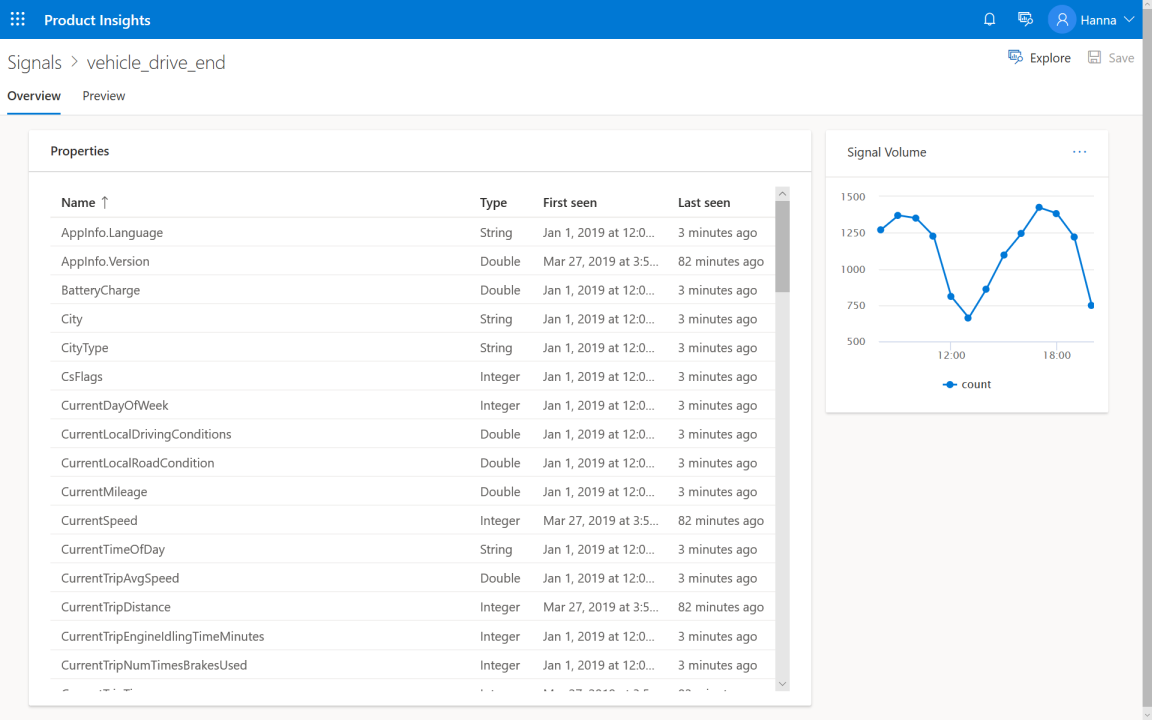 Product Insights
Hanna
Signals > vehicle_drive_end
Explore Save
Overview Preview
Properties
Name ↑ Type First seen Last seen
AppInfo.Language String Jan 1, 2019 at 12:0... 3 minutes ago
AppInfo.Version Double Mar 27, 2019 at 3:5... 82 minutes ago
BatteryCharge Double Jan 1, 2019 at 12:0... 3 minutes ago
City String Jan 1, 2019 at 12:0... 3 minutes ago
CityType String Jan 1, 2019 at 12:0... 3 minutes ago
CsFlags Integer Jan 1, 2019 at 12:0... 3 minutes ago
CurrentDayOfWeek Integer Jan 1, 2019 at 12:0... 3 minutes ago
CurrentLocalDrivingConditions Double Jan 1, 2019 at 12:0... 3 minutes ago
CurrentLocalRoadCondition Double Jan 1, 2019 at 12:0... 3 minutes ago
CurrentMileage Double Jan 1, 2019 at 12:0... 3 minutes ago
CurrentSpeed Integer Mar 27, 2019 at 3:5... 82 minutes ago
CurrentTimeOfDay String Jan 1, 2019 at 12:0... 3 minutes ago
CurrentTripAvgSpeed Double Jan 1, 2019 at 12:0... 3 minutes ago
CurrentTripDistance Integer Mar 27, 2019 at 3:5... 82 minutes ago
CurrentTripEngineIdlingTimeMinutes Integer Jan 1, 2019 at 12:0... 3 minutes ago
CurrentTripNumTimesBrakesUsed Integer Jan 1, 2019 at 12:0... 3 minutes ago
Signal Volume ...
1500
1250
1000
750
500
12:00 18:00
count